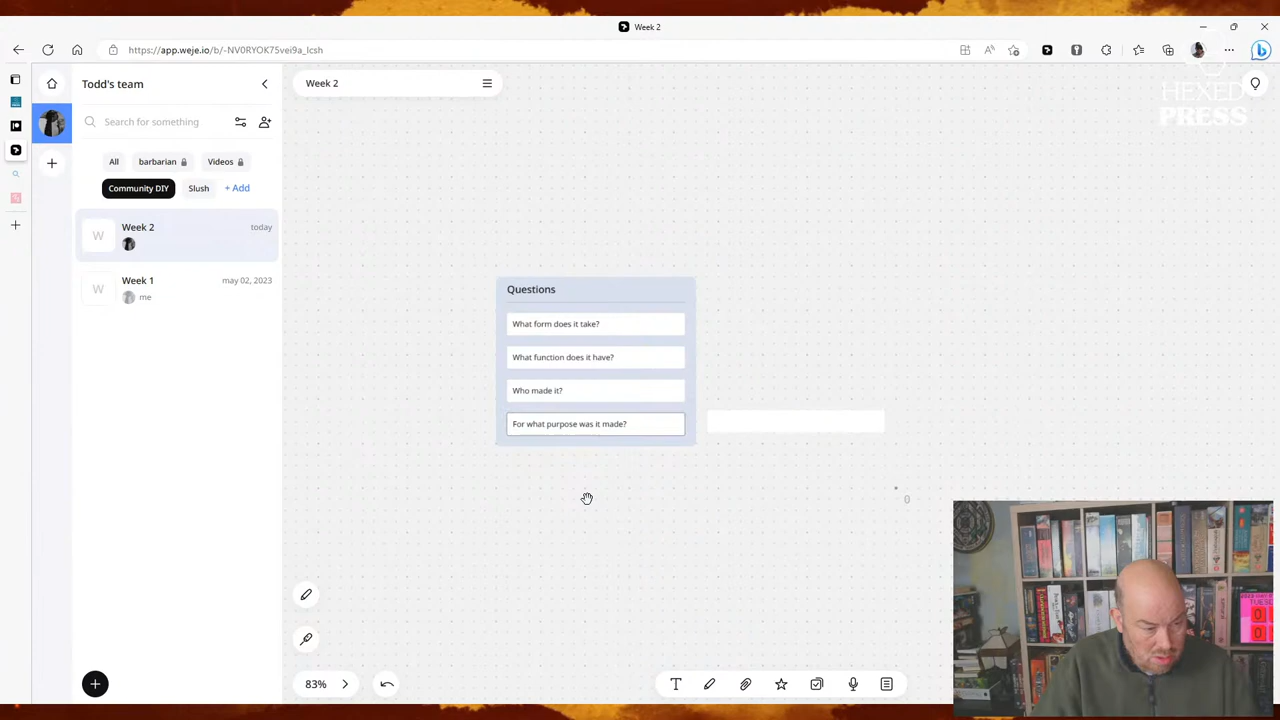 Week 2
https://app.weje.io/b/-NV0RYOK75vei9a_lcsh
Todd's team
Week 2
HEXED
PRESS
Search for something
All
barbarian
Videos
Community DIY
Slush
+ Add
W
Week 2
today
W
Week 1
may 02, 2023
me
Questions
What form does it take?
What function does it have?
Who made it?
For what purpose was it made?
0
83%